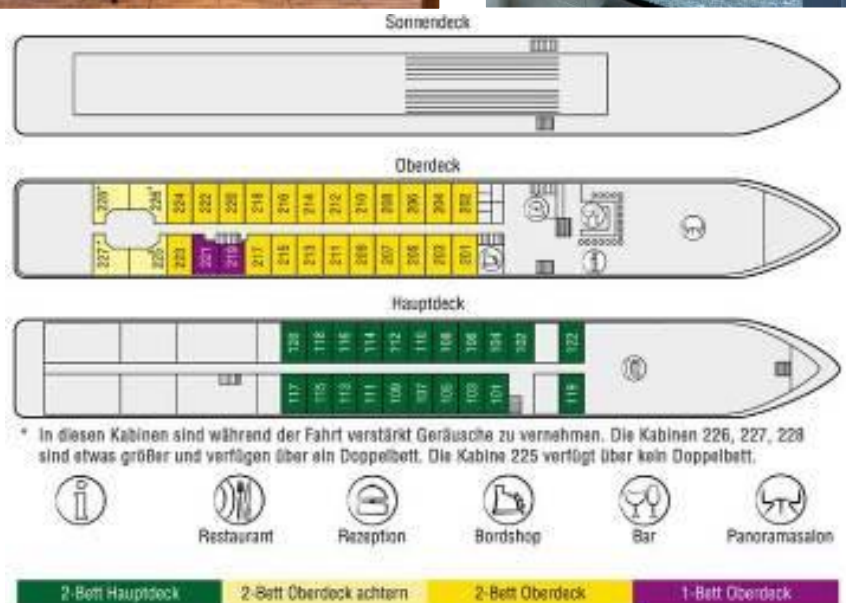 Sonnendeck
Oberdeck
228* 226* 224 222 220 218 216 214 212 210 208 206 204 202
227* 225 223 221 219 217 215 213 211 209 207 205 203 201
Hauptdeck
120 118 116 114 112 110 108 106 104 102 122
117 115 113 111 109 107 105 103 101 119
* In diesen Kabinen sind während der Fahrt verstärkt Geräusche zu vernehmen. Die Kabinen 226, 227, 228
sind etwas größer und verfügen über ein Doppelbett. Die Kabine 225 verfügt über kein Doppelbett.
i
Restaurant Rezeption Bordshop Bar Panoramasalon
2-Bett Hauptdeck 2-Bett Oberdeck achtern 2-Bett Oberdeck 1-Bett Oberdeck